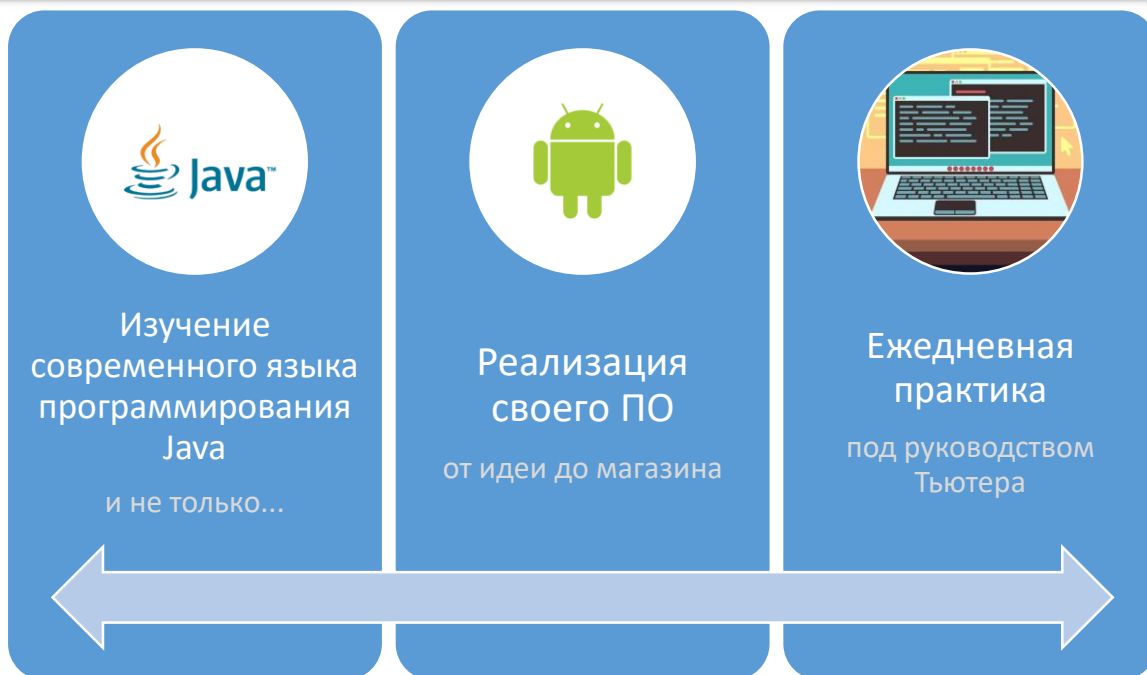 Java™
Изучение
современного языка
программирования
Java
и не только...
Реализация
своего ПО
от идеи до магазина
Ежедневная
практика
под руководством
Тьютера